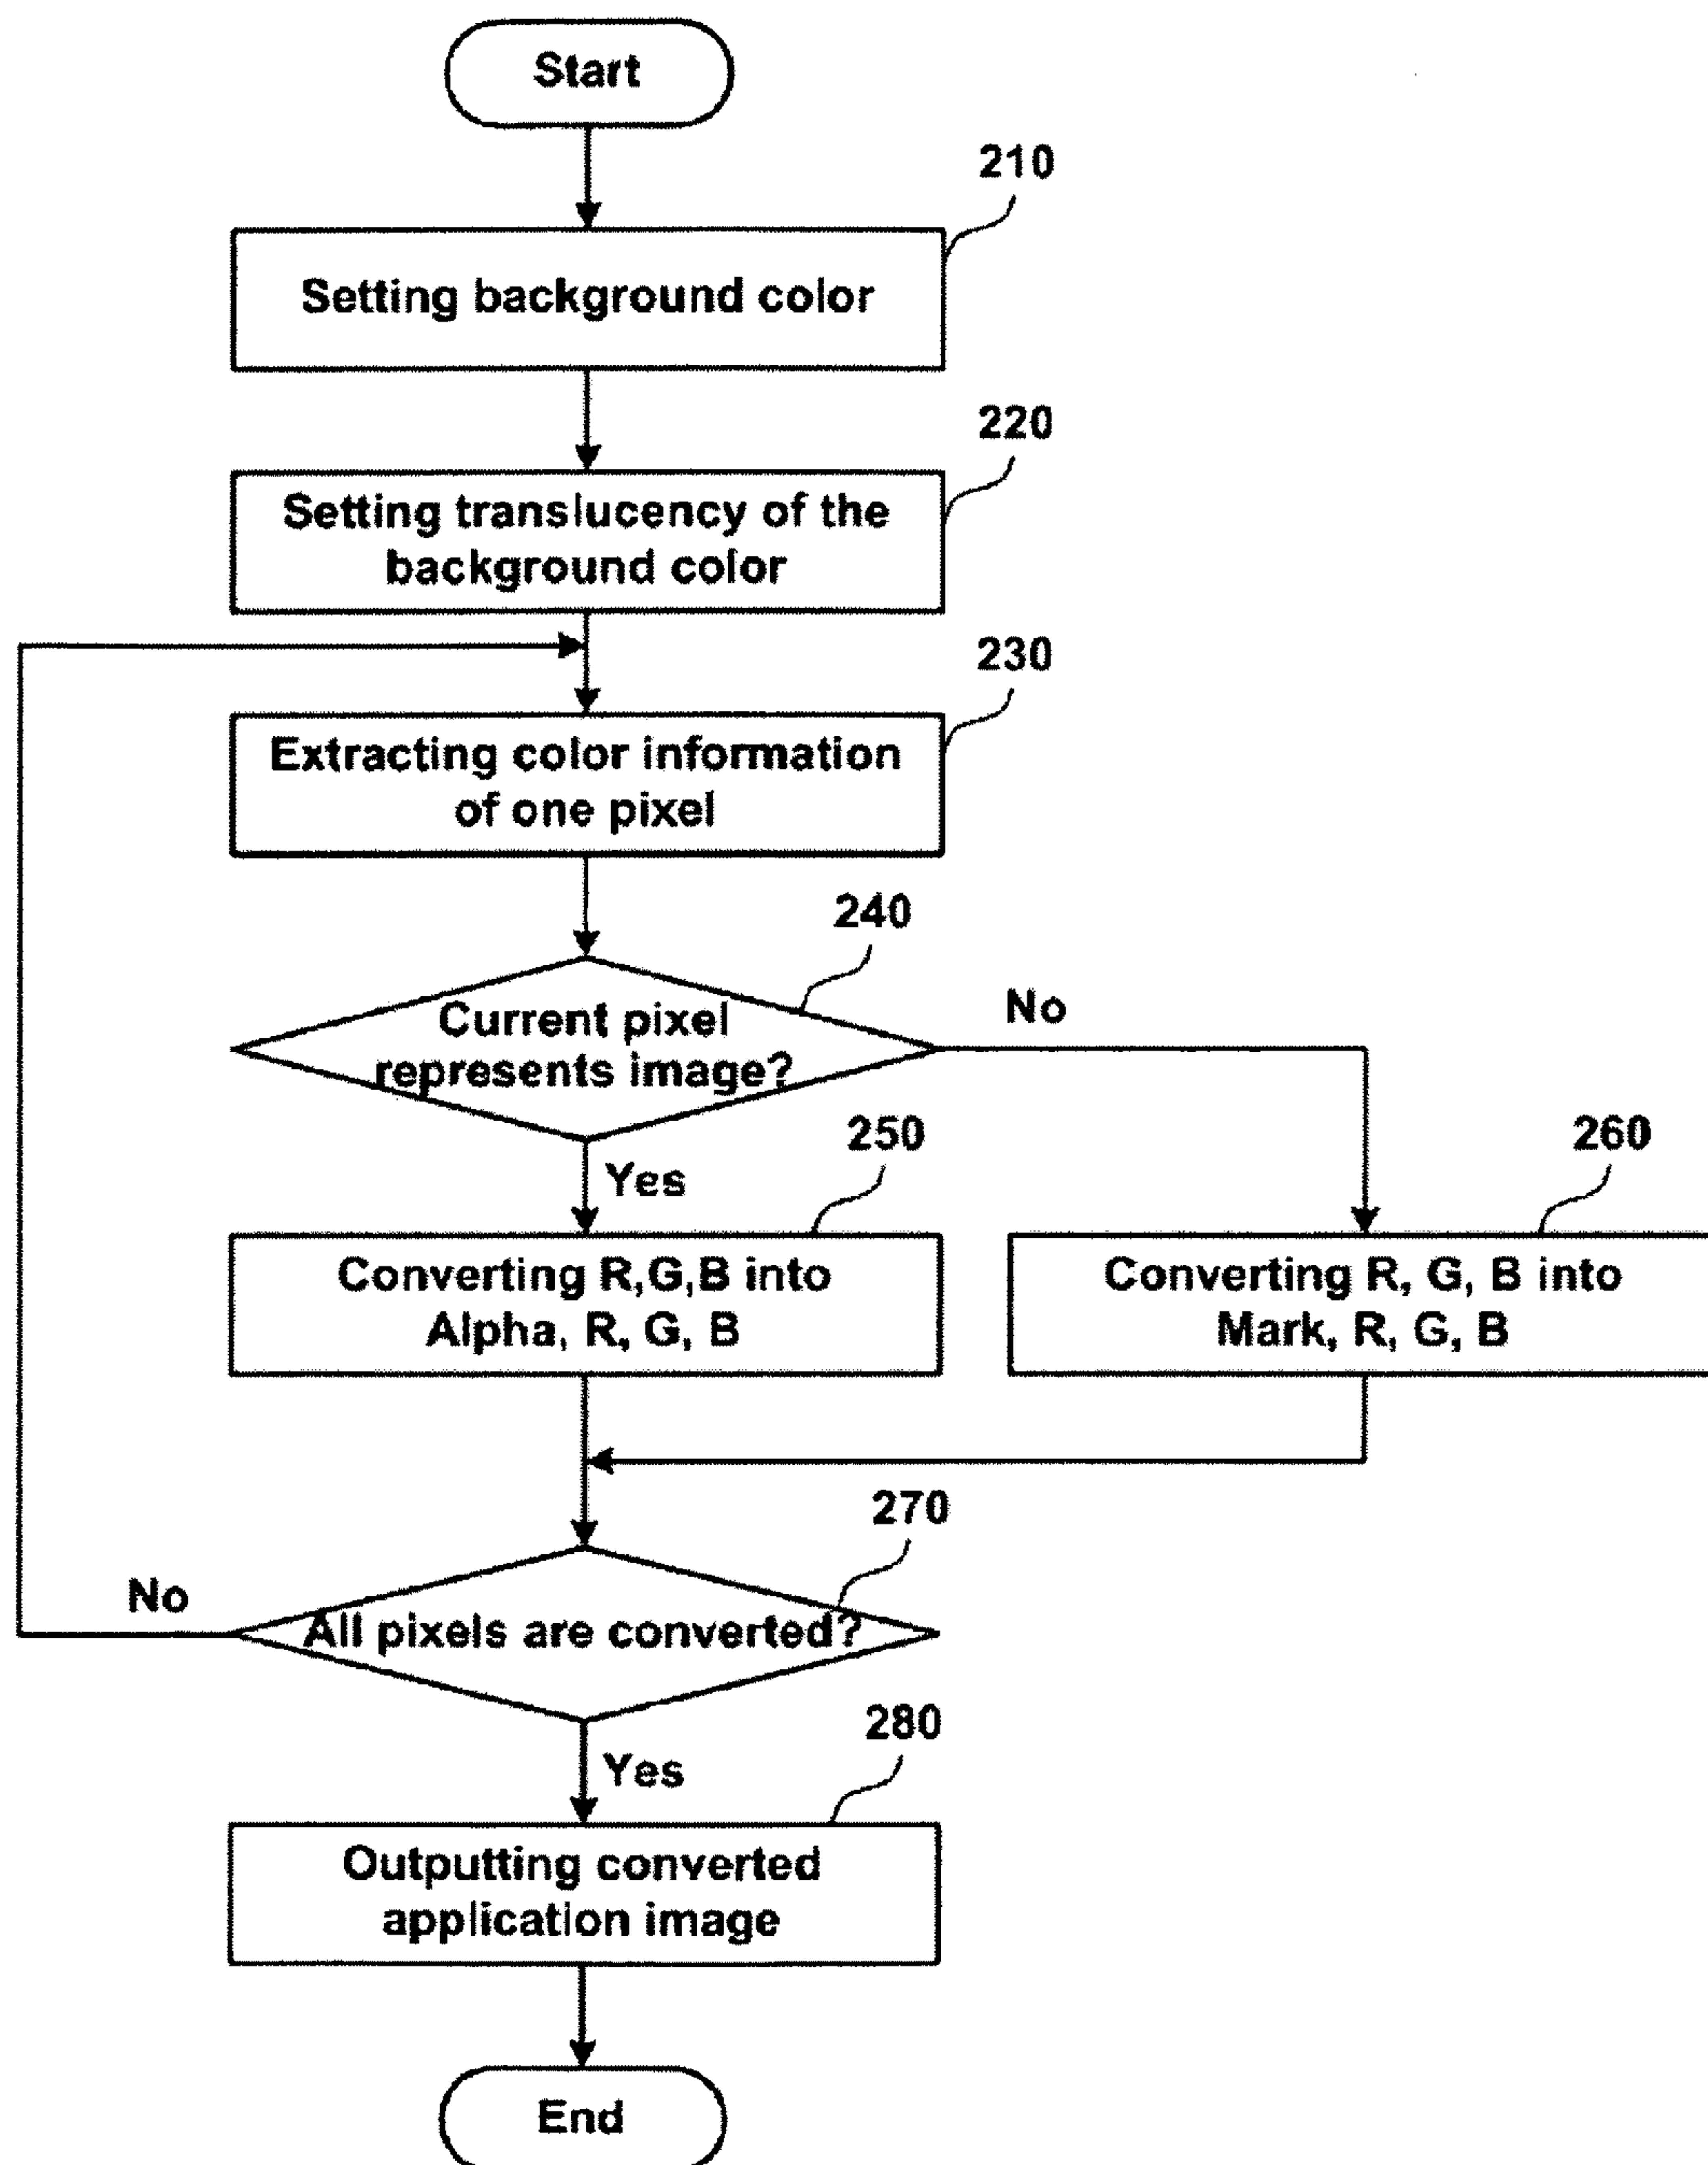 Start
210
Setting background color
220
Setting translucency of the
background color
230
Extracting color information
of one pixel
240
Current pixel
represents image?
No
Yes
250
Converting R,G,B into
Alpha, R, G, B
260
Converting R, G, B into
Mark, R, G, B
270
All pixels are converted?
No
Yes
280
Outputting converted
application image
End